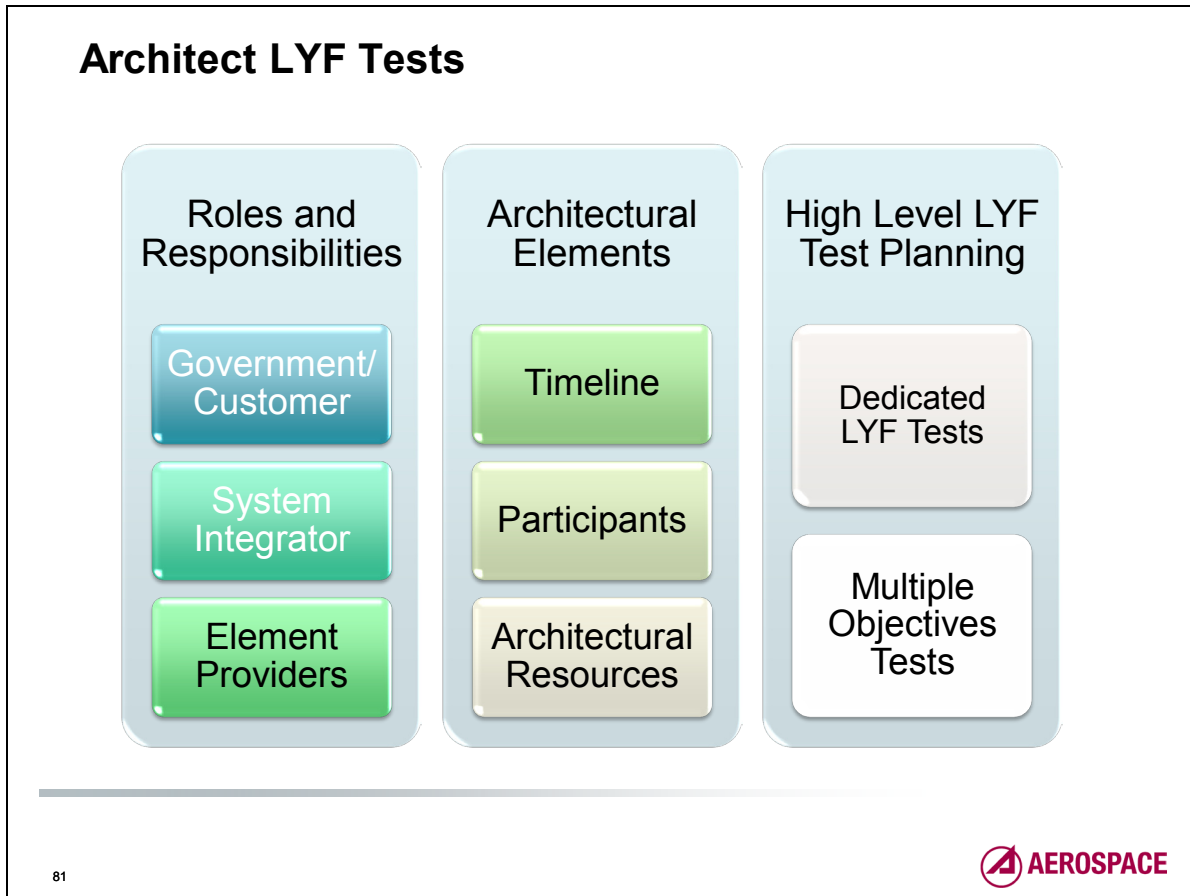 Architect LYF Tests
Roles and
Responsibilities
Government/
Customer
System
Integrator
Element
Providers
Architectural
Elements
Timeline
Participants
Architectural
Resources
High Level LYF
Test Planning
Dedicated
LYF Tests
Multiple
Objectives
Tests
81
AEROSPACE